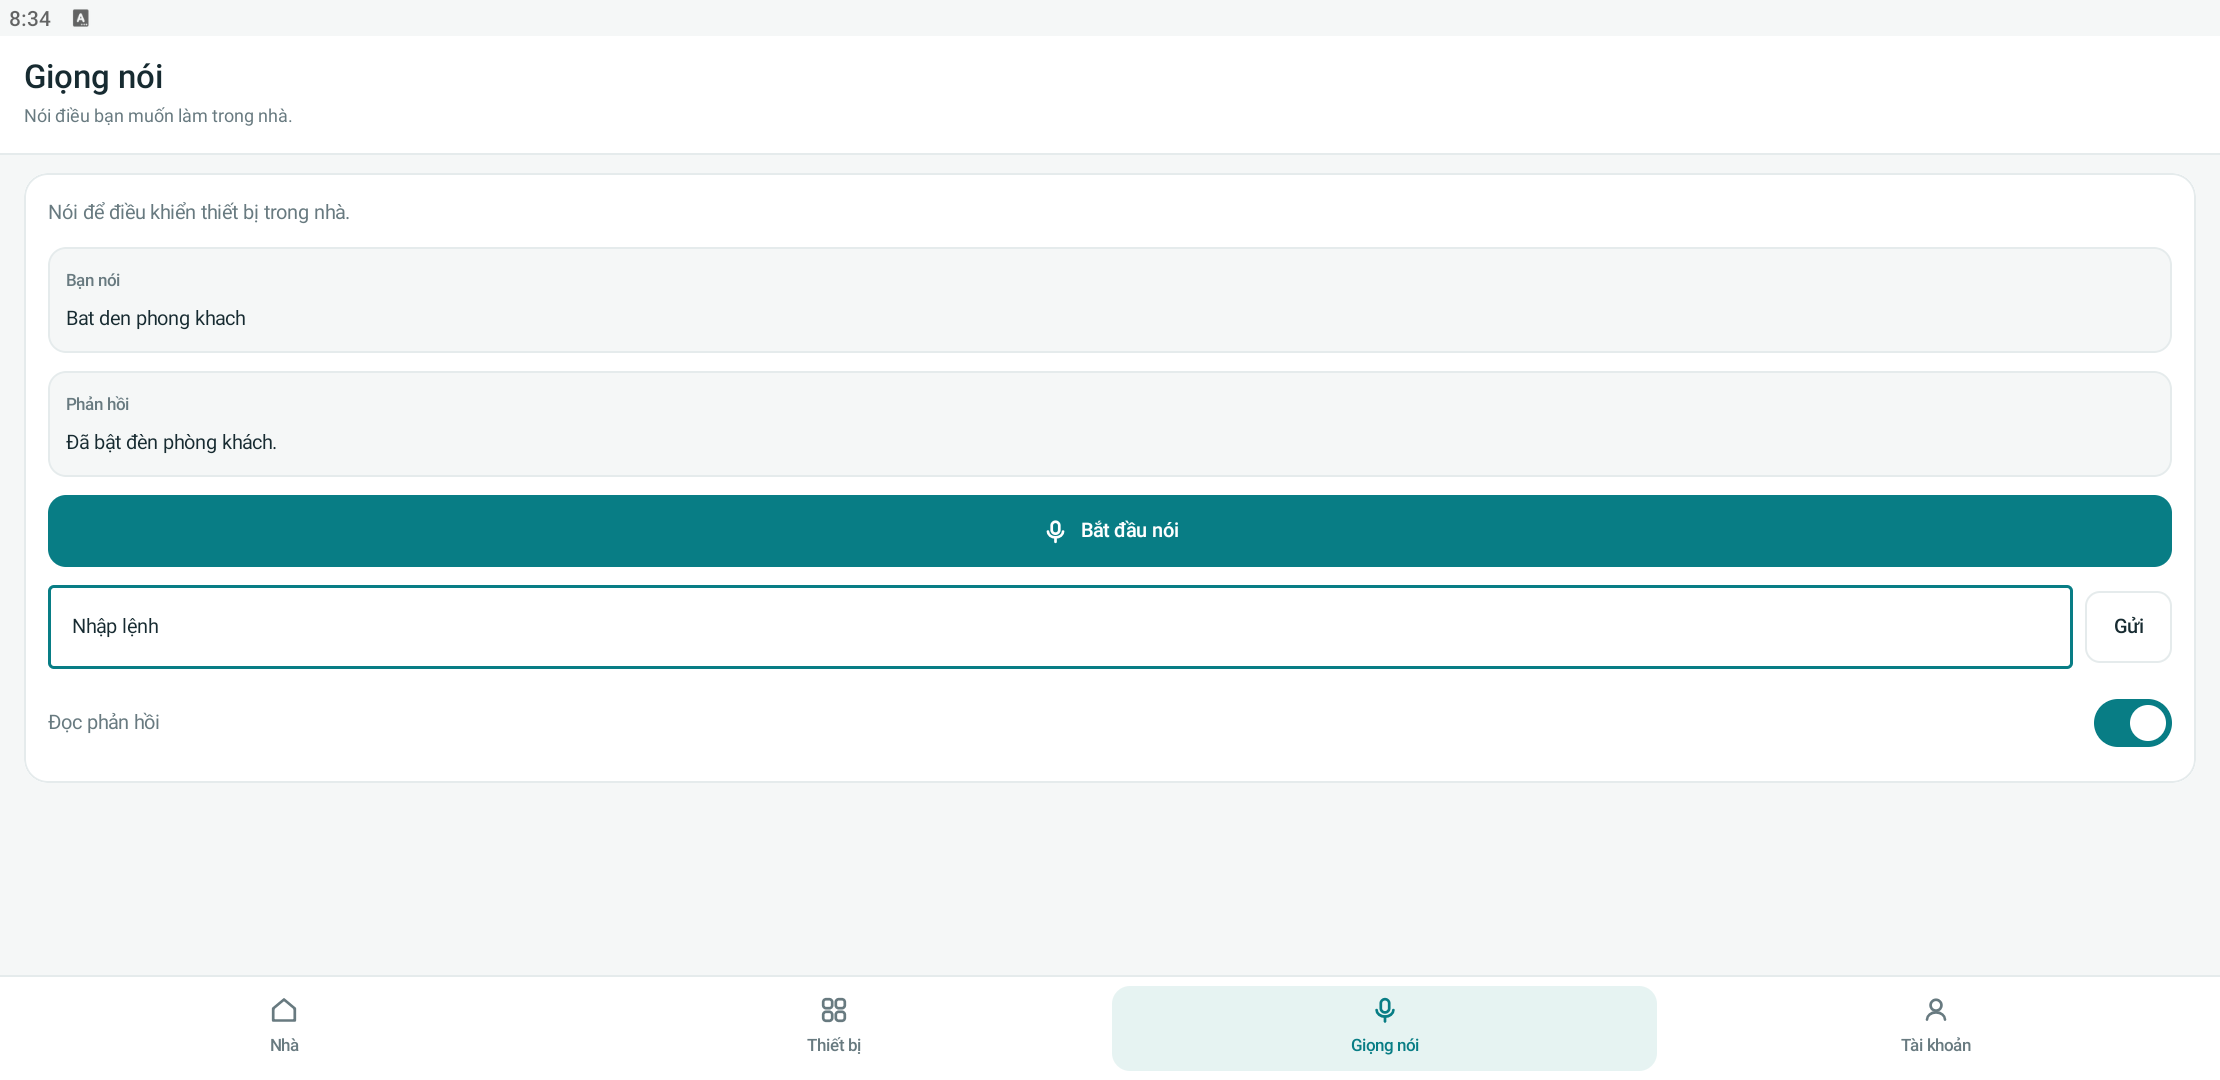 8:34
Giọng nói
Nói điều bạn muốn làm trong nhà.
Nói để điều khiển thiết bị trong nhà.
Bạn nói
Bat den phong khach
Phản hồi
Đã bật đèn phòng khách.
Bắt đầu nói
Nhập lệnh
Gửi
Đọc phản hồi
Nhà
Thiết bị
Giọng nói
Tài khoản